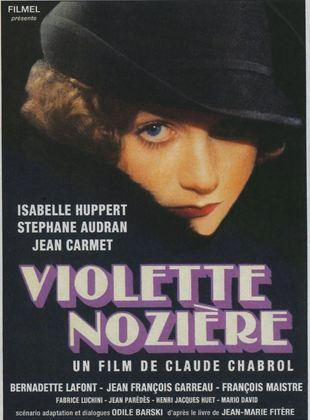 FILMEL
présente
ISABELLE HUPPERT
STEPHANE AUDRAN
JEAN CARMET
VIOLETTE
NOZIÈRE
UN FILM DE CLAUDE CHABROL
BERNADETTE LAFONT - JEAN FRANÇOIS GARREAU - FRANÇOIS MAISTRE
FABRICE LUCHINI - JEAN PARÉDÈS - HENRI JACQUES HUET - MARIO DAVID
scénario adaptation et dialogues ODILE BARSKI d'après le livre de JEAN-MARIE FITÈRE